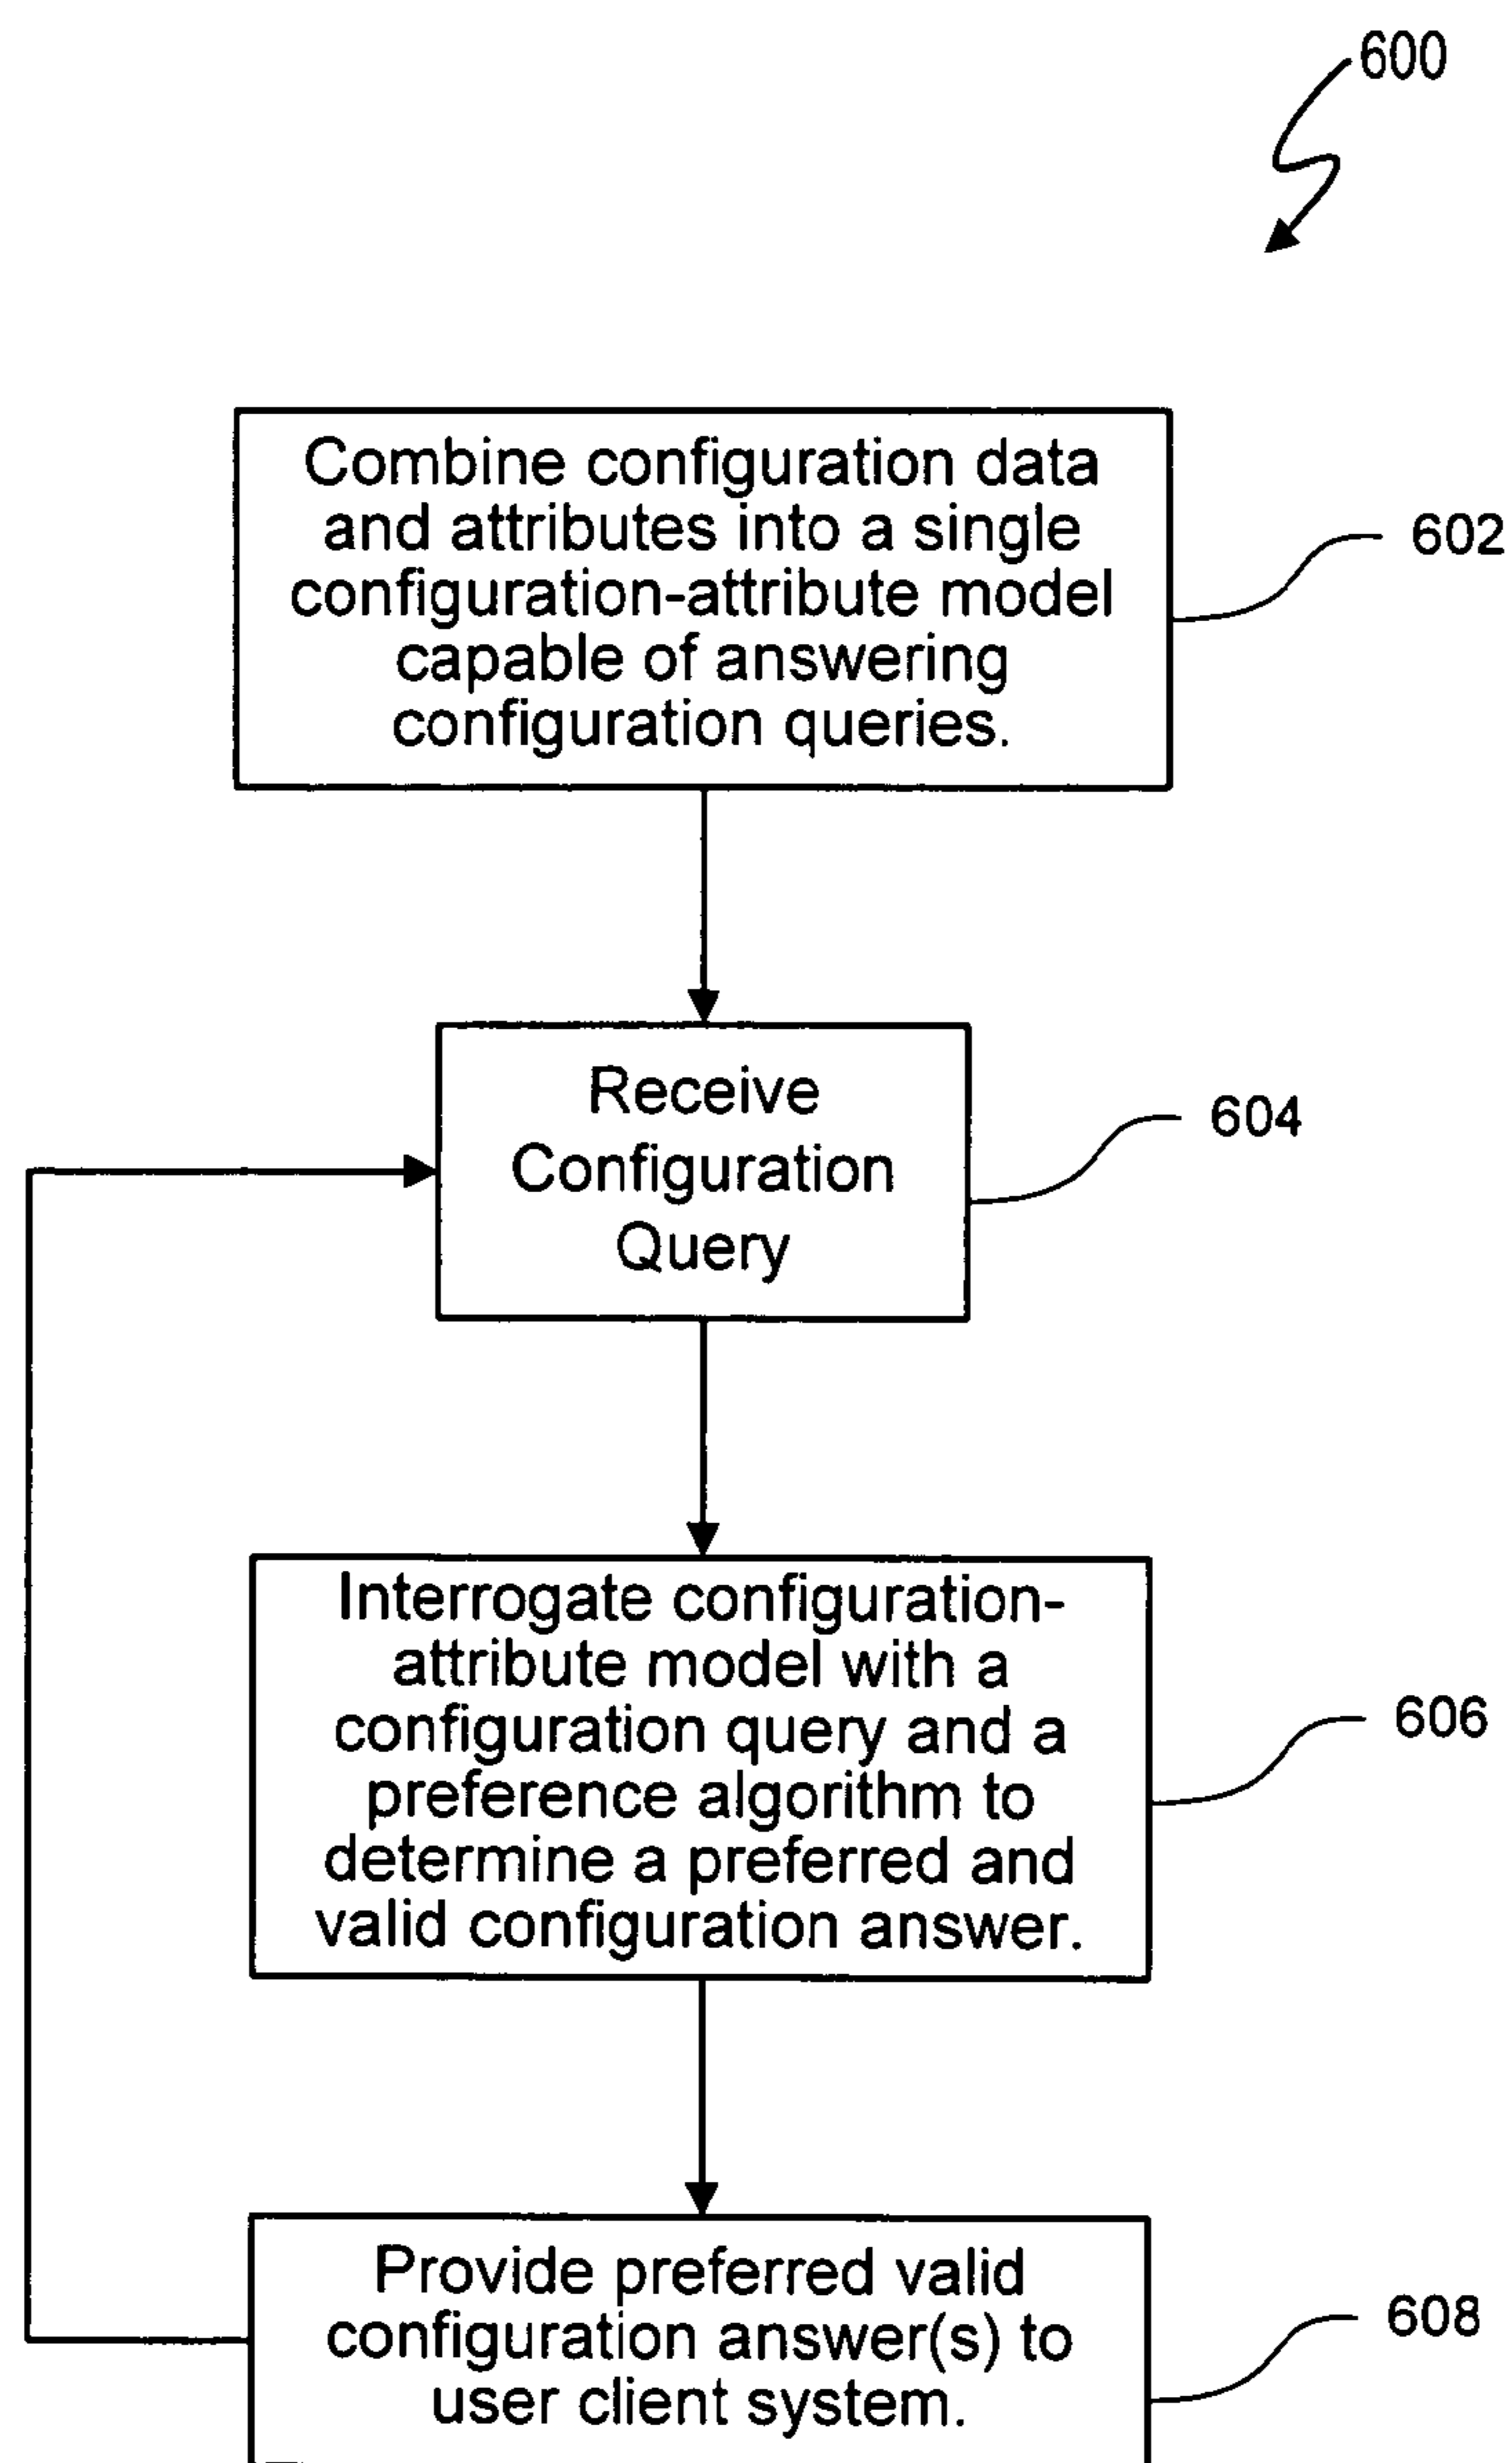 600
Combine configuration data
and attributes into a single
configuration-attribute model
capable of answering
configuration queries.
602
Receive
Configuration
Query
604
Interrogate configuration-
attribute model with a
configuration query and a
preference algorithm to
determine a preferred and
valid configuration answer.
606
Provide preferred valid
configuration answer(s) to
user client system.
608